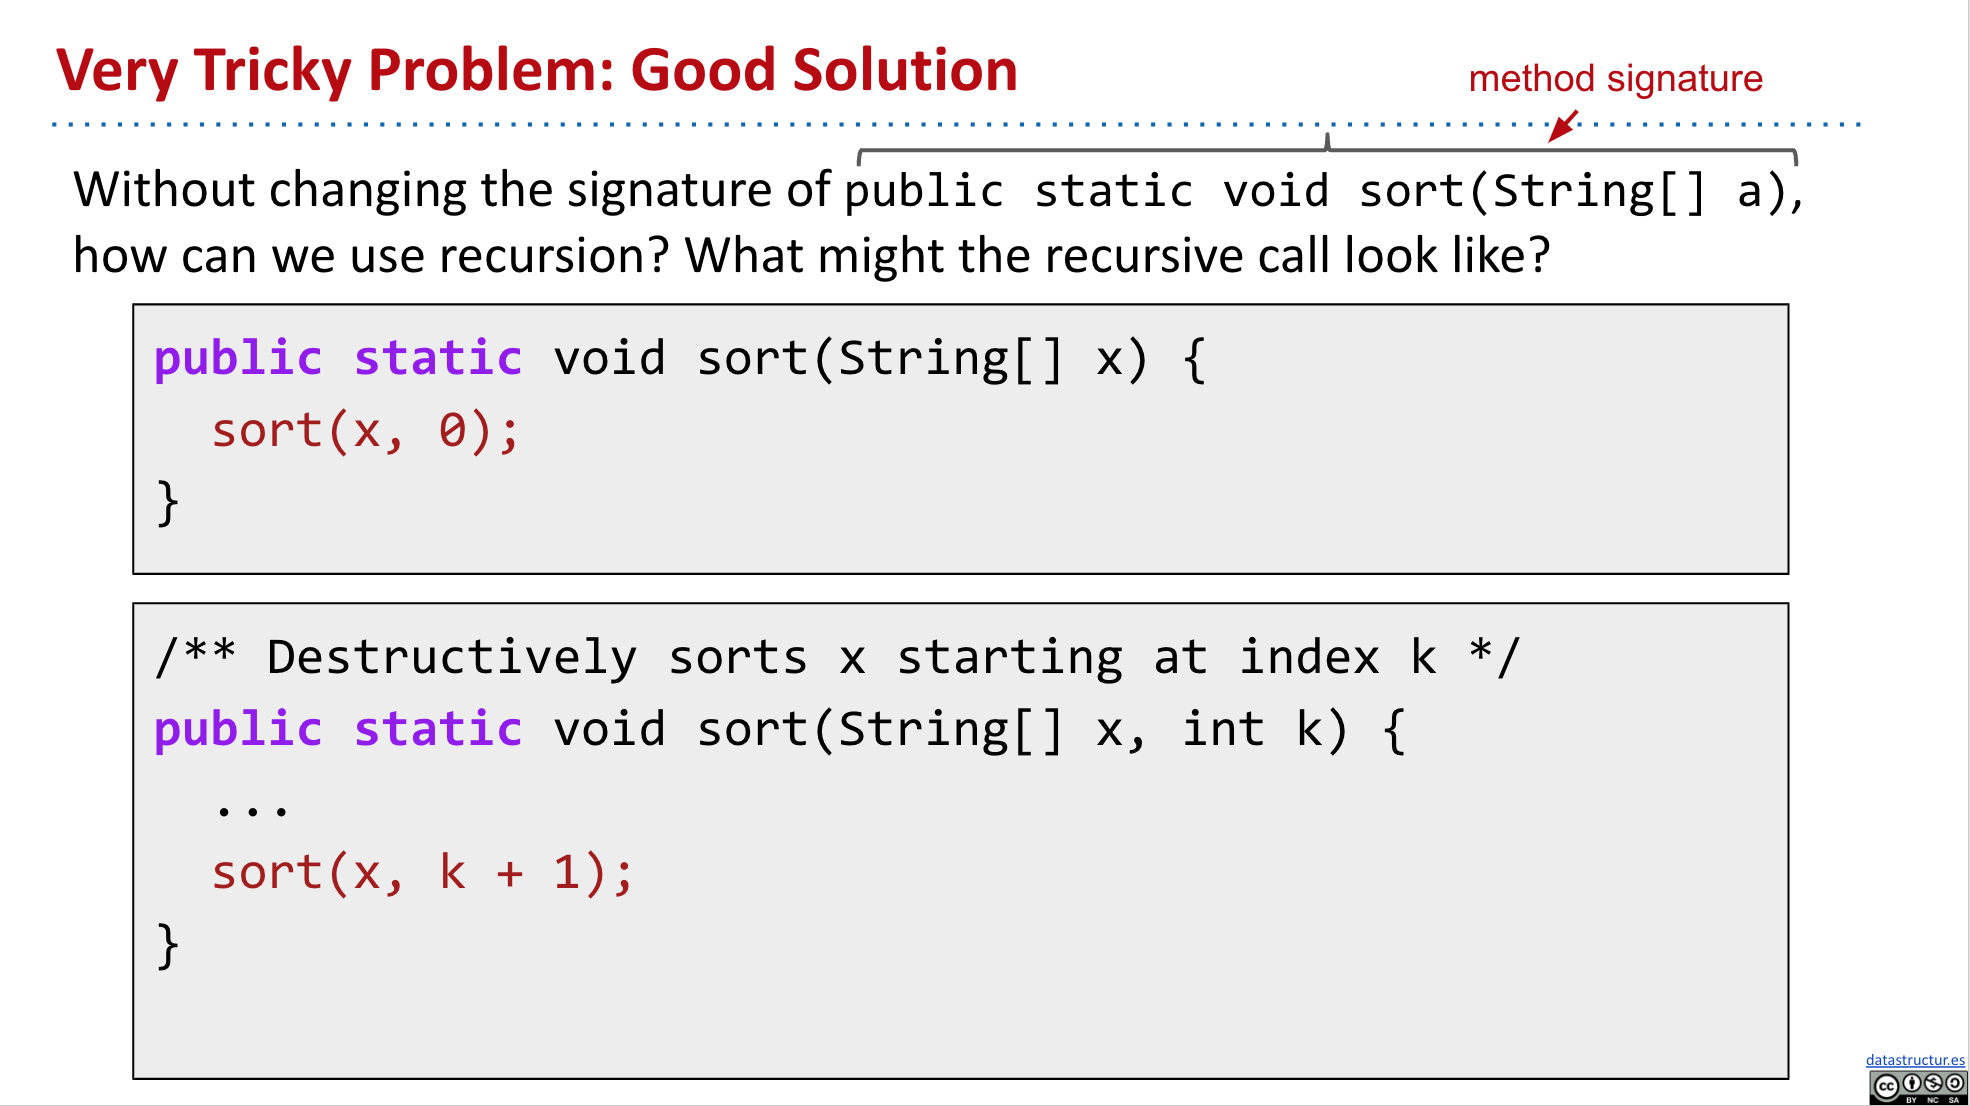 Very Tricky Problem: Good Solution
method signature
Without changing the signature of public static void sort(String[] a),
how can we use recursion? What might the recursive call look like?
public static void sort(String[] x) {
  sort(x, 0);
}
/** Destructively sorts x starting at index k */
public static void sort(String[] x, int k) {
  ...
  sort(x, k + 1);
}
datastructur.es
cc
BY NC SA